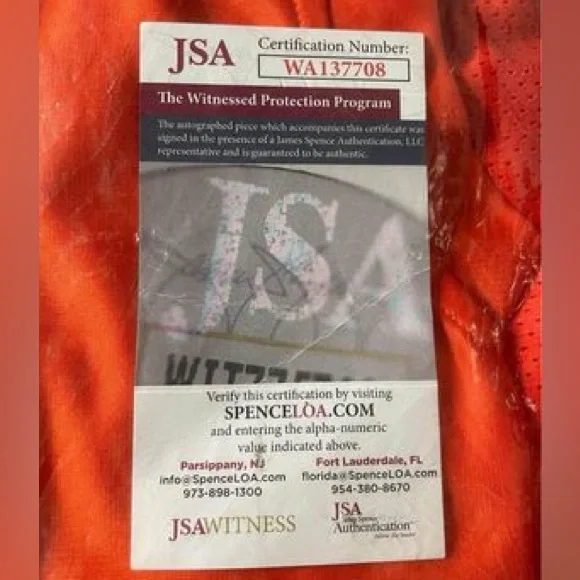 JSA
Certification Number:
WA137708
The Witnessed Protection Program
The autographed piece which accompanies this certificate was
signed in the presence of a James Spence Authentication, LLC
representative and is guaranteed to be authentic.
JSA
Verify this certification by visiting
SPENCELOA.COM
and entering the alpha-numeric
value indicated above.
Parsippany, NJ
info@SpenceLOA.com
973-898-1300
Fort Lauderdale, FL
florida@SpenceLOA.com
954-380-8670
JSAWITNESS
JSA
James Spence
Authentication